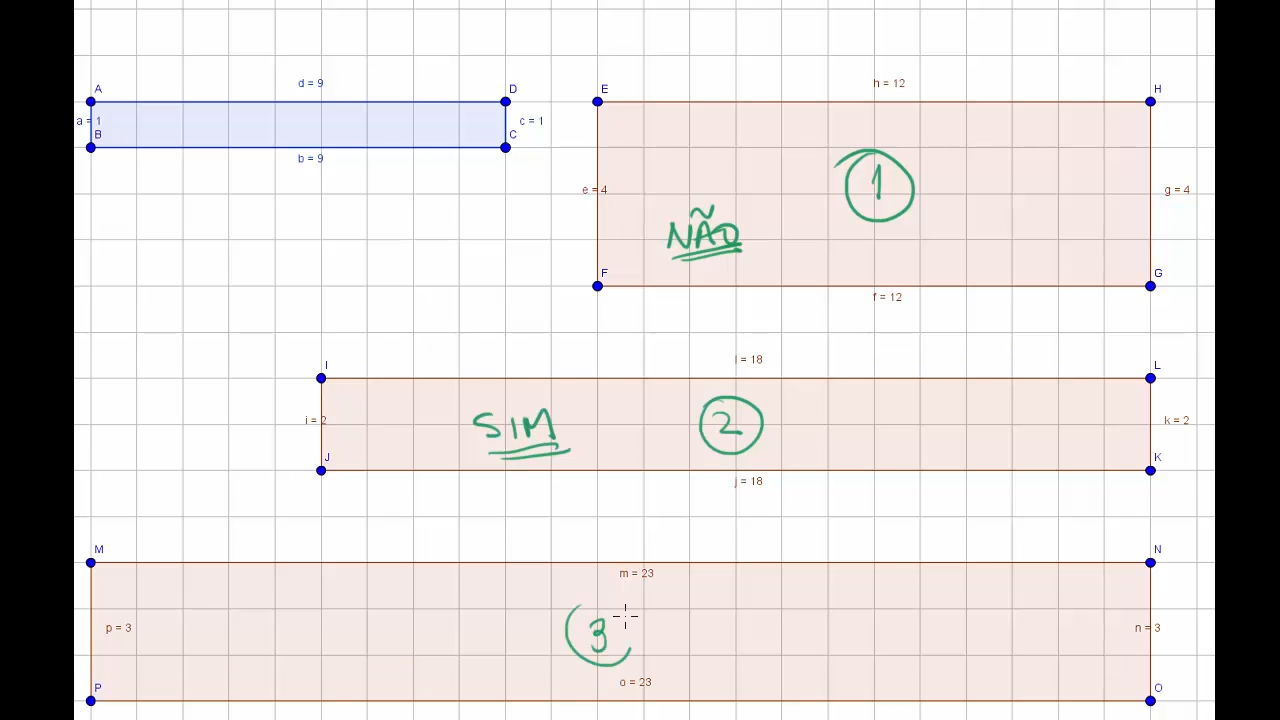 d = 9
h = 12
A
D
E
H
a = 1
c = 1
B
C
b = 9
1
e = 4
g = 4
NÃO
F
G
f = 12
l = 18
I
L
i = 2
SIM
2
k = 2
J
K
j = 18
M
N
m = 23
p = 3
3
n = 3
o = 23
P
O